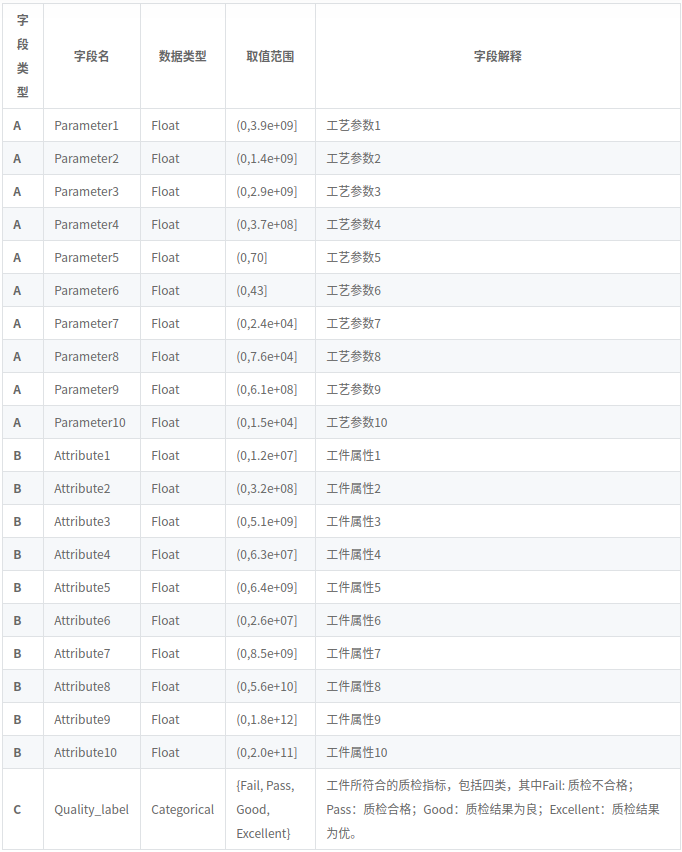 字
段
类
型
字段名
数据类型
取值范围
字段解释
A Parameter1 Float (0,3.9e+09] 工艺参数1
A Parameter2 Float (0,1.4e+09] 工艺参数2
A Parameter3 Float (0,2.9e+09] 工艺参数3
A Parameter4 Float (0,3.7e+08] 工艺参数4
A Parameter5 Float (0,70] 工艺参数5
A Parameter6 Float (0,43] 工艺参数6
A Parameter7 Float (0,2.4e+04] 工艺参数7
A Parameter8 Float (0,7.6e+04] 工艺参数8
A Parameter9 Float (0,6.1e+08] 工艺参数9
A Parameter10 Float (0,1.5e+04] 工艺参数10
B Attribute1 Float (0,1.2e+07] 工件属性1
B Attribute2 Float (0,3.2e+08] 工件属性2
B Attribute3 Float (0,5.1e+09] 工件属性3
B Attribute4 Float (0,6.3e+07] 工件属性4
B Attribute5 Float (0,6.4e+09] 工件属性5
B Attribute6 Float (0,2.6e+07] 工件属性6
B Attribute7 Float (0,8.5e+09] 工件属性7
B Attribute8 Float (0,5.6e+10] 工件属性8
B Attribute9 Float (0,1.8e+12] 工件属性9
B Attribute10 Float (0,2.0e+11] 工件属性10
C Quality_label Categorical
{Fail, Pass,
Good,
Excellent}
工件所符合的质检指标，包括四类，其中Fail: 质检不合格；
Pass：质检合格；Good：质检结果为良；Excellent：质检结果
为优。